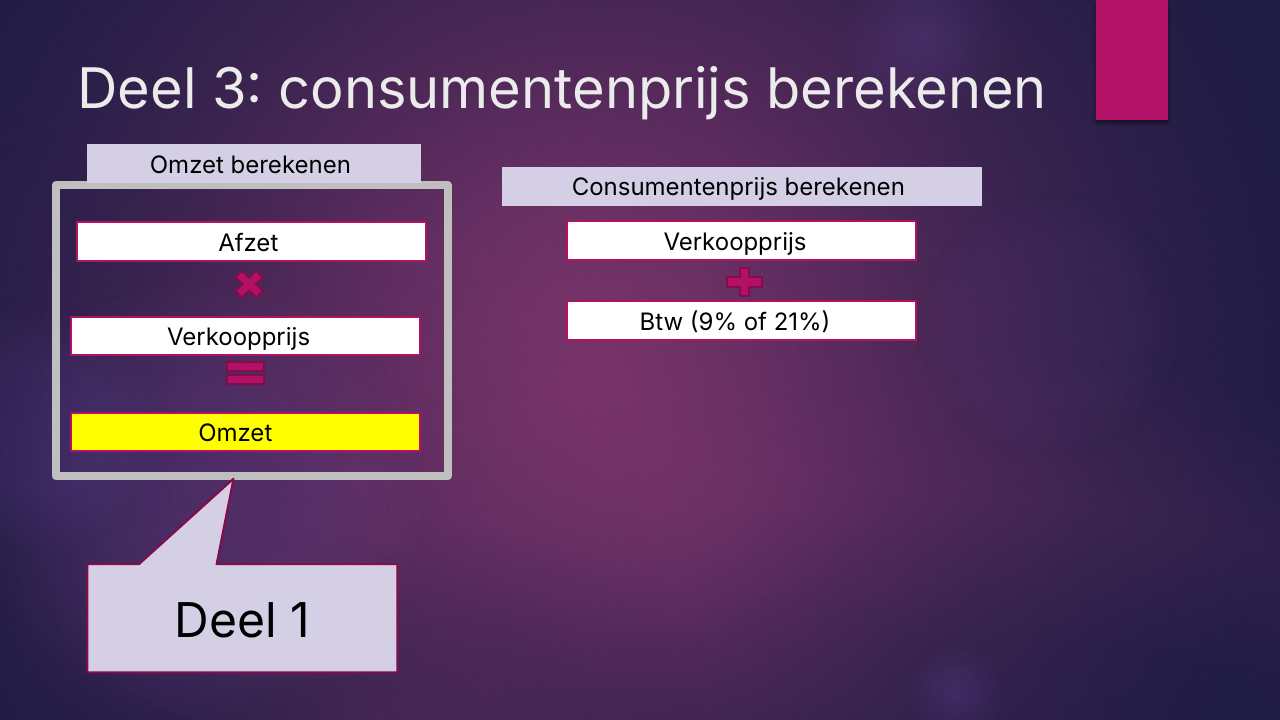 Deel 3: consumentenprijs berekenen
Omzet berekenen
Afzet
Verkoopprijs
Omzet
Deel 1
Consumentenprijs berekenen
Verkoopprijs
Btw (9% of 21%)